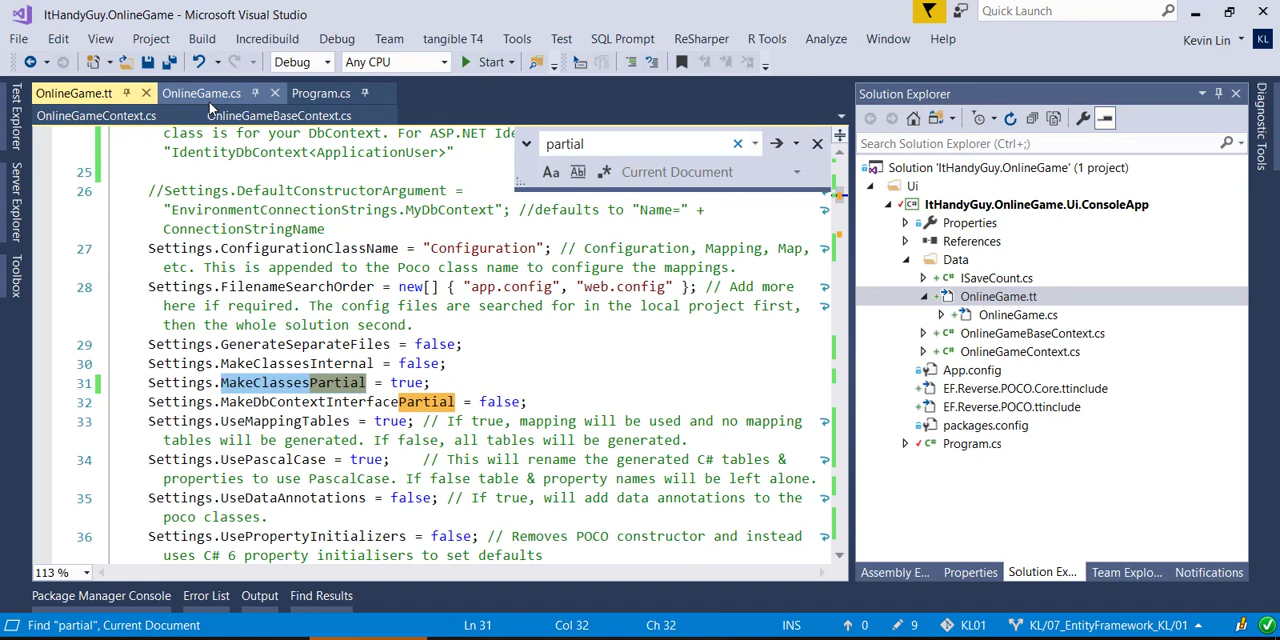 ItHandyGuy.OnlineGame - Microsoft Visual Studio
Quick Launch
File Edit View Project Build Incredibuild Debug Team tangible T4 Tools Test SQL Prompt ReSharper R Tools Analyze Window Help
Kevin Lin KL
Debug Any CPU Start
OnlineGame.tt OnlineGame.cs Program.cs
OnlineGameContext.cs OnlineGameBaseContext.cs
Test Explorer
Server Explorer
Toolbox
partial
Aa Ab Current Document
class is for your DbContext. For ASP.NET Ide
"IdentityDbContext<ApplicationUser>"
25
26 //Settings.DefaultConstructorArgument =
"EnvironmentConnectionStrings.MyDbContext"; //defaults to "Name=" +
ConnectionStringName
27 Settings.ConfigurationClassName = "Configuration"; // Configuration, Mapping, Map,
etc. This is appended to the Poco class name to configure the mappings.
28 Settings.FilenameSearchOrder = new[] { "app.config", "web.config" }; // Add more
here if required. The config files are searched for in the local project first,
then the whole solution second.
29 Settings.GenerateSeparateFiles = false;
30 Settings.MakeClassesInternal = false;
31 Settings.MakeClassesPartial = true;
32 Settings.MakeDbContextInterfacePartial = false;
33 Settings.UseMappingTables = true; // If true, mapping will be used and no mapping
tables will be generated. If false, all tables will be generated.
34 Settings.UsePascalCase = true; // This will rename the generated C# tables &
properties to use PascalCase. If false table & property names will be left alone.
35 Settings.UseDataAnnotations = false; // If true, will add data annotations to the
poco classes.
36 Settings.UsePropertyInitializers = false; // Removes POCO constructor and instead
uses C# 6 property initialisers to set defaults
113 %
Solution Explorer
Search Solution Explorer (Ctrl+;)
Solution 'ItHandyGuy.OnlineGame' (1 project)
Ui
ItHandyGuy.OnlineGame.Ui.ConsoleApp
Properties
References
Data
ISaveCount.cs
OnlineGame.tt
OnlineGame.cs
OnlineGameBaseContext.cs
OnlineGameContext.cs
App.config
EF.Reverse.POCO.Core.ttinclude
EF.Reverse.POCO.ttinclude
packages.config
Program.cs
Diagnostic Tools
Assembly E... Properties Solution Ex... Team Explo... Notifications
Package Manager Console Error List Output Find Results
Find "partial", Current Document Ln 31 Col 32 Ch 32 INS 0 9 KL01 KL/07_EntityFramework_KL/01